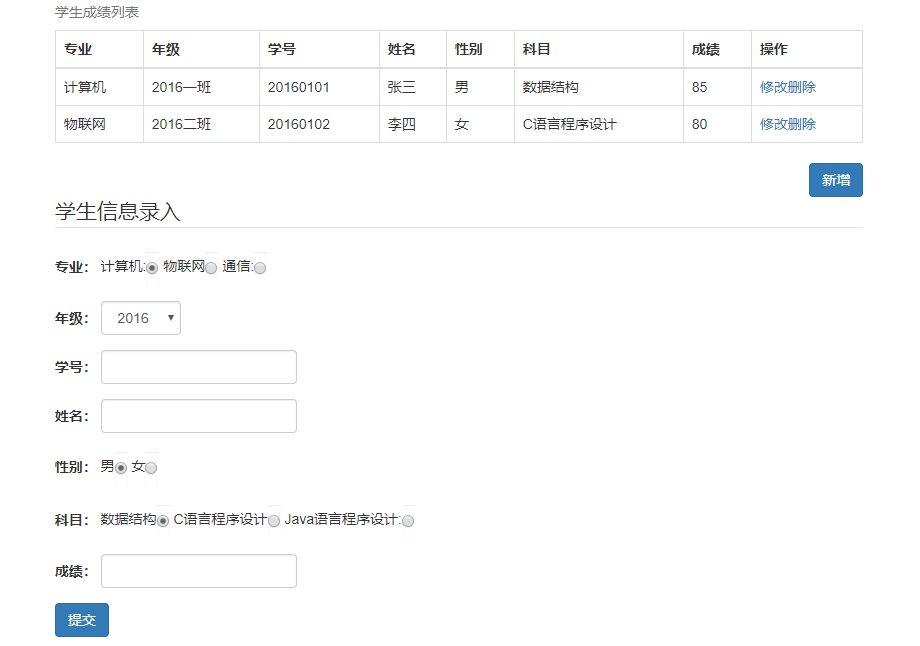 学生成绩列表
专业 年级 学号 姓名 性别 科目 成绩 操作
计算机 2016一班 20160101 张三 男 数据结构 85 修改删除
物联网 2016二班 20160102 李四 女 C语言程序设计 80 修改删除
新增
学生信息录入
专业： 计算机: 物联网 通信:
年级： 2016
学号：
姓名：
性别： 男 女
科目： 数据结构 C语言程序设计 Java语言程序设计:
成绩：
提交